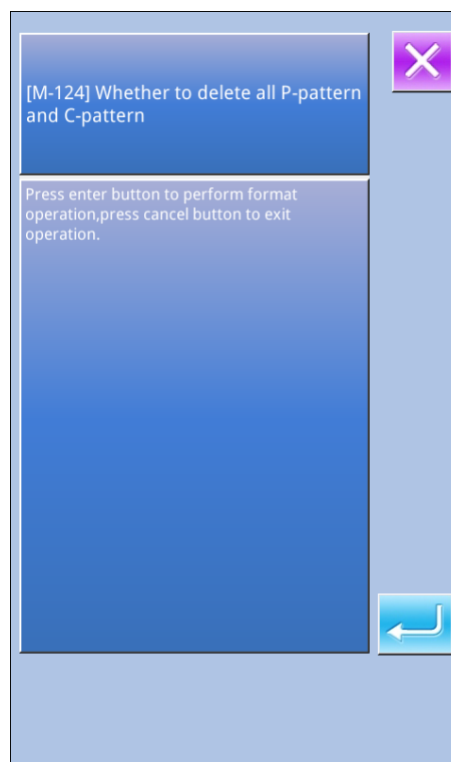 [M-124] Whether to delete all P-pattern
and C-pattern
Press enter button to perform format
operation,press cancel button to exit
operation.